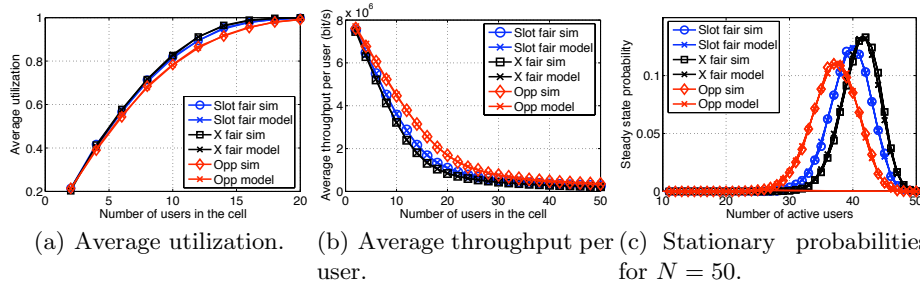 1
0.8
0.6
0.4
0.2
0
5
10
15
20
Average utilization
Number of users in the cell
Slot fair sim
Slot fair model
X fair sim
X fair model
Opp sim
Opp model
(a) Average utilization.
8
x 10^6
6
4
2
0
0
10
20
30
40
50
Average throughput per user (bit/s)
Number of users in the cell
Slot fair sim
Slot fair model
X fair sim
X fair model
Opp sim
Opp model
(b) Average throughput per
user.
0.1
0.05
0
10
20
30
40
50
Steady state probability
Number of active users
Slot fair sim
Slot fair model
X fair sim
X fair model
Opp sim
Opp model
(c) Stationary probabilities
for N = 50.